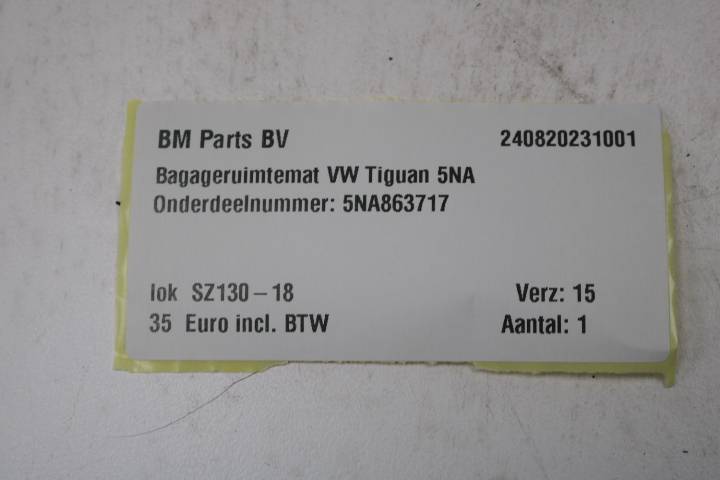 BM Parts BV 240820231001
Bagageruimtemat VW Tiguan 5NA
Onderdeelnummer: 5NA863717
lok SZ130-18 Verz: 15
35 Euro incl. BTW Aantal: 1